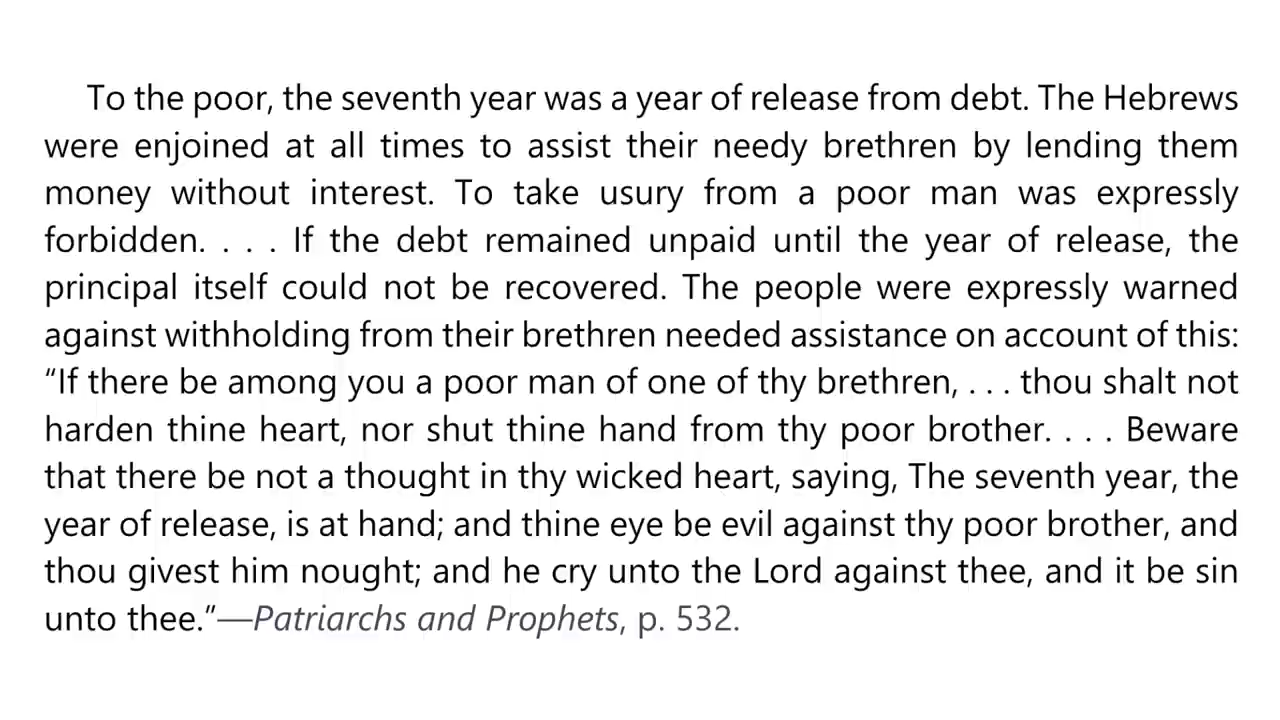 To the poor, the seventh year was a year of release from debt. The Hebrews
were enjoined at all times to assist their needy brethren by lending them
money without interest. To take usury from a poor man was expressly
forbidden. . . . If the debt remained unpaid until the year of release, the
principal itself could not be recovered. The people were expressly warned
against withholding from their brethren needed assistance on account of this:
“If there be among you a poor man of one of thy brethren, . . . thou shalt not
harden thine heart, nor shut thine hand from thy poor brother. . . . Beware
that there be not a thought in thy wicked heart, saying, The seventh year, the
year of release, is at hand; and thine eye be evil against thy poor brother, and
thou givest him nought; and he cry unto the Lord against thee, and it be sin
unto thee.”—Patriarchs and Prophets, p. 532.